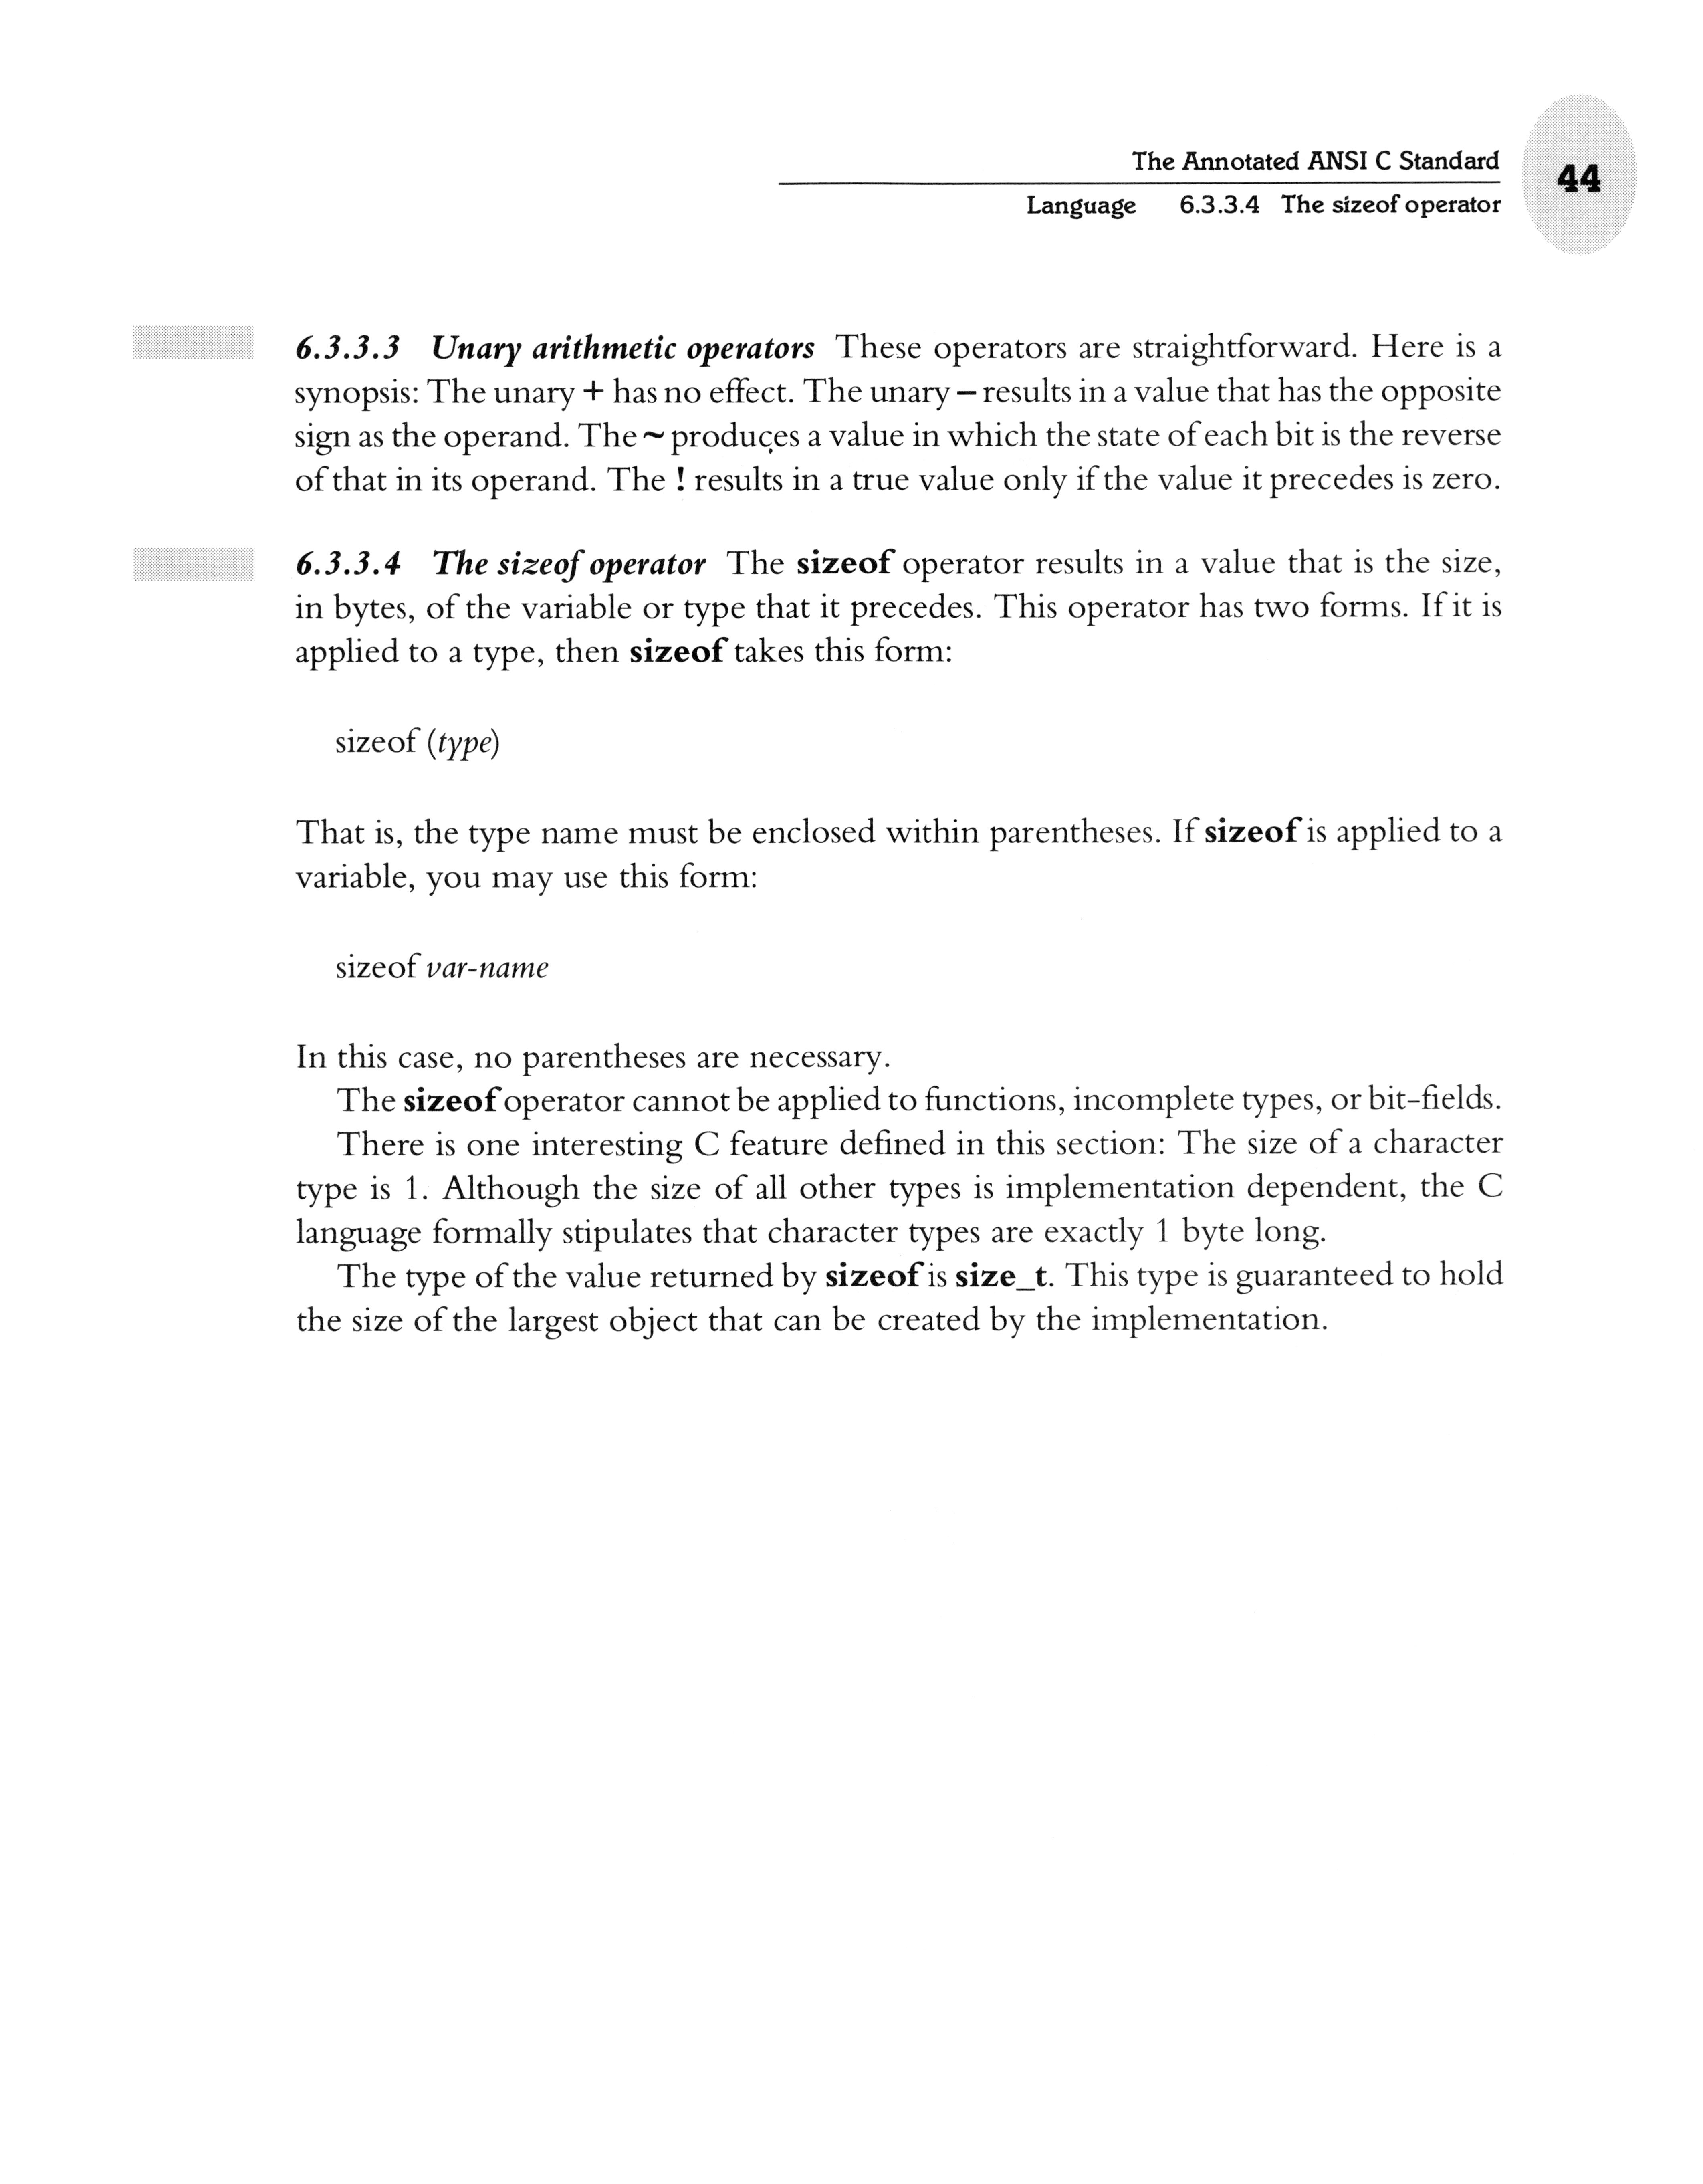 The Annotated ANSI C Standard
44
Language 6.3.3.4 The sizeof operator
6.3.3.3 Unary arithmetic operators These operators are straightforward. Here is a
synopsis: The unary + has no effect. The unary – results in a value that has the opposite
sign as the operand. The ~ produces a value in which the state of each bit is the reverse
of that in its operand. The ! results in a true value only if the value it precedes is zero.
6.3.3.4 The sizeof operator The sizeof operator results in a value that is the size,
in bytes, of the variable or type that it precedes. This operator has two forms. If it is
applied to a type, then sizeof takes this form:
sizeof (type)
That is, the type name must be enclosed within parentheses. If sizeof is applied to a
variable, you may use this form:
sizeof var-name
In this case, no parentheses are necessary.
The sizeof operator cannot be applied to functions, incomplete types, or bit-fields.
There is one interesting C feature defined in this section: The size of a character
type is 1. Although the size of all other types is implementation dependent, the C
language formally stipulates that character types are exactly 1 byte long.
The type of the value returned by sizeof is size_t. This type is guaranteed to hold
the size of the largest object that can be created by the implementation.